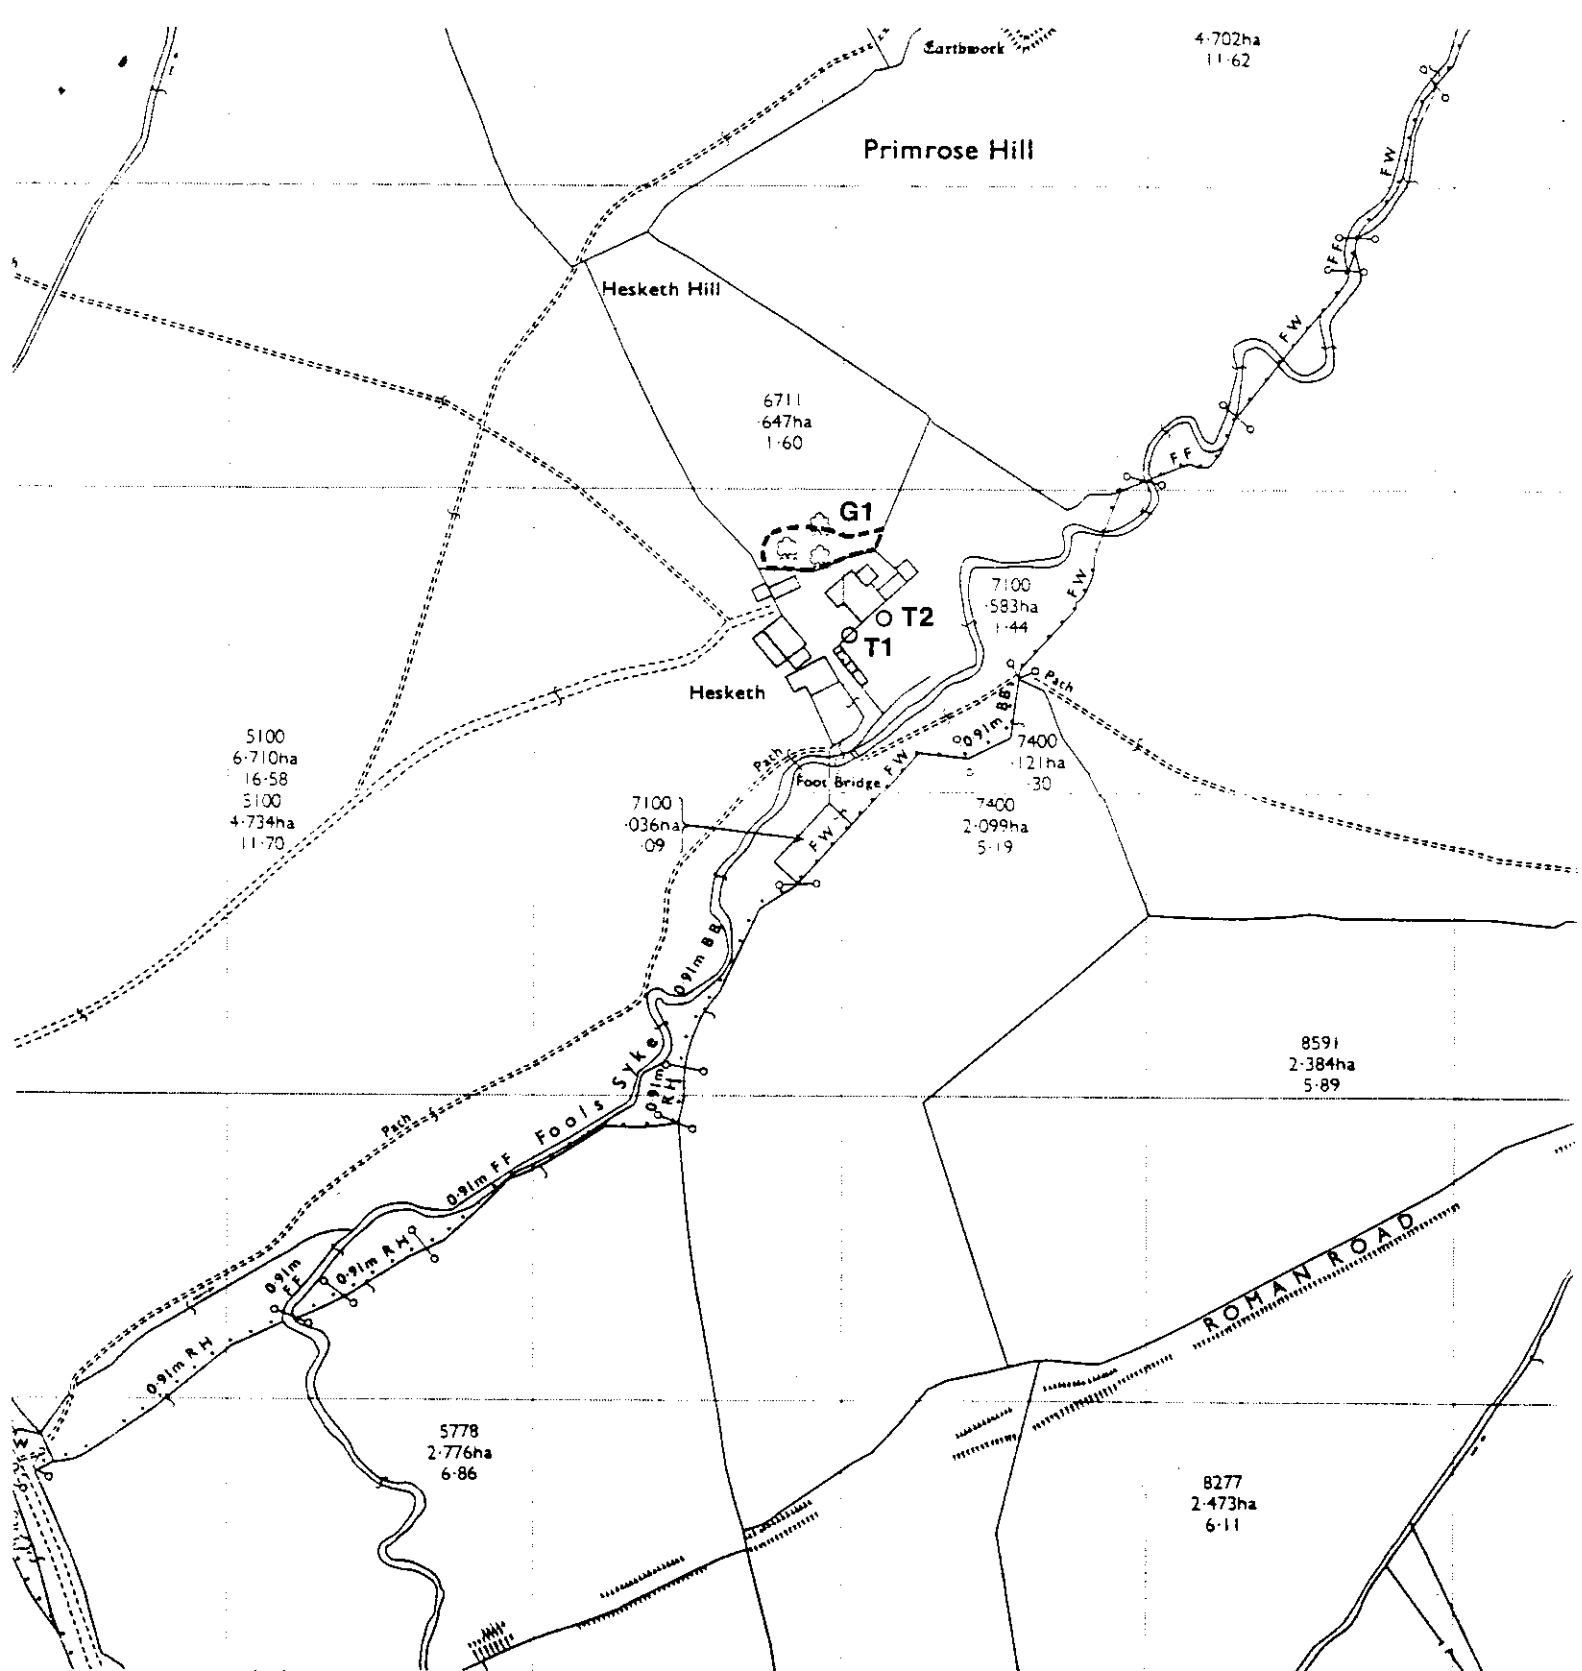 Earthwork
4·702ha
11·62
Primrose Hill
FW
FF
Hesketh Hill
FW
6711
·647ha
1·60
FF
G1
7100
·583ha
1·44
FW
T2
T1
Path
Hesketh
BB
0·91m
5100
6·710ha
16·58
5100
4·734ha
11·70
Path
FW
7400
·121ha
·30
Foot Bridge
7100
·036ha
·09
7400
2·099ha
5·19
FW
0·91m BB
8591
2·384ha
5·89
Fools Syke
0·91m
RH
Path
0·91m FF
ROMAN ROAD
0·91m
FF
0·91m RH
0·91m RH
5778
2·776ha
6·86
W
8277
2·473ha
6·11